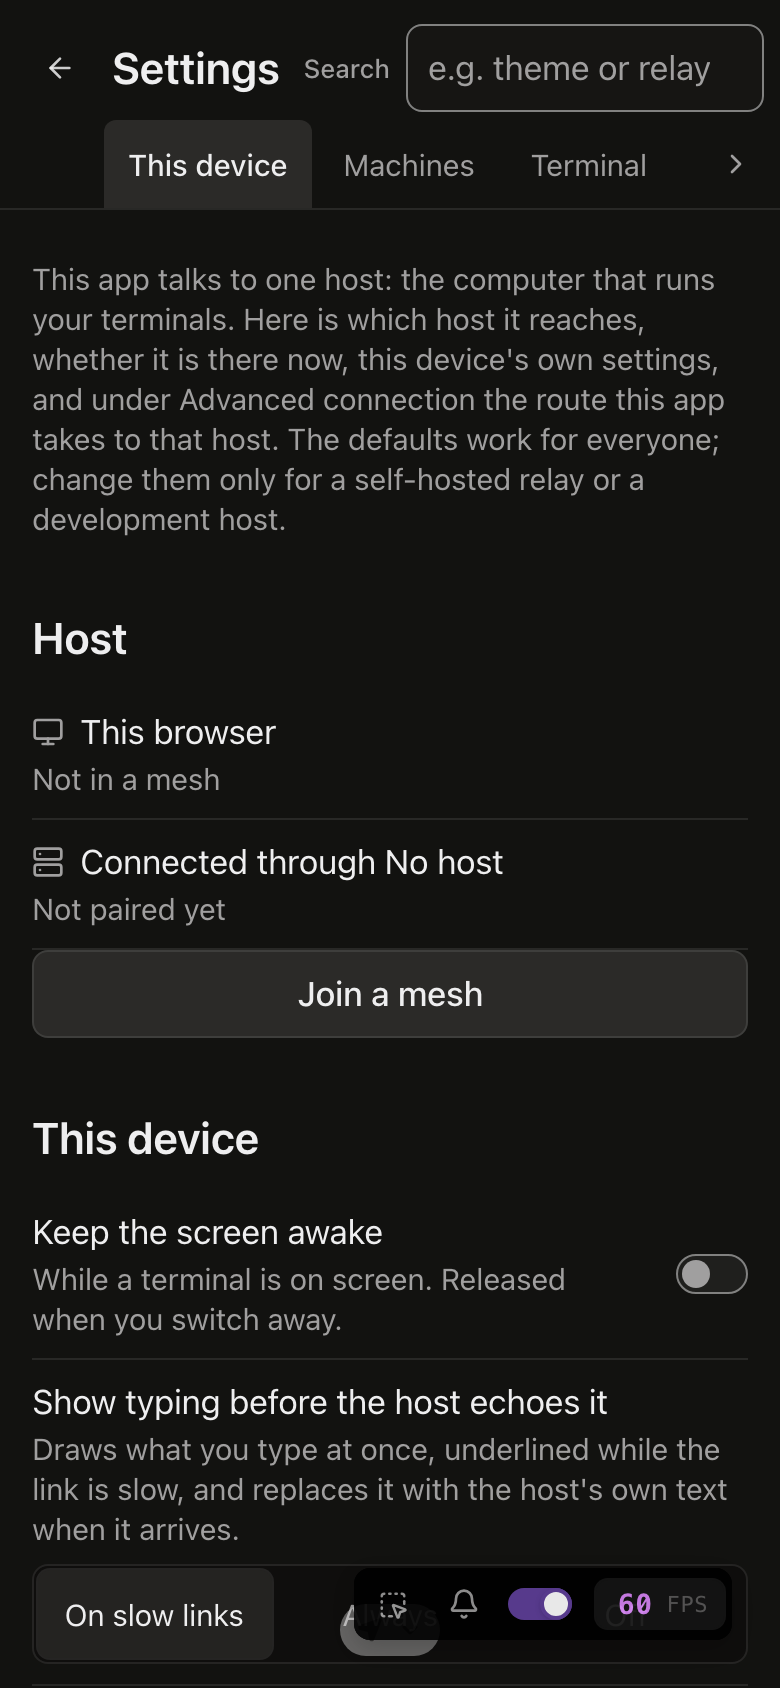 Settings
Search
e.g. theme or relay
This device
Machines
Terminal
This app talks to one host: the computer that runs
your terminals. Here is which host it reaches,
whether it is there now, this device's own settings,
and under Advanced connection the route this app
takes to that host. The defaults work for everyone;
change them only for a self-hosted relay or a
development host.
Host
This browser
Not in a mesh
Connected through No host
Not paired yet
Join a mesh
This device
Keep the screen awake
While a terminal is on screen. Released
when you switch away.
Show typing before the host echoes it
Draws what you type at once, underlined while the
link is slow, and replaces it with the host's own text
when it arrives.
On slow links
Always
Off
60 FPS